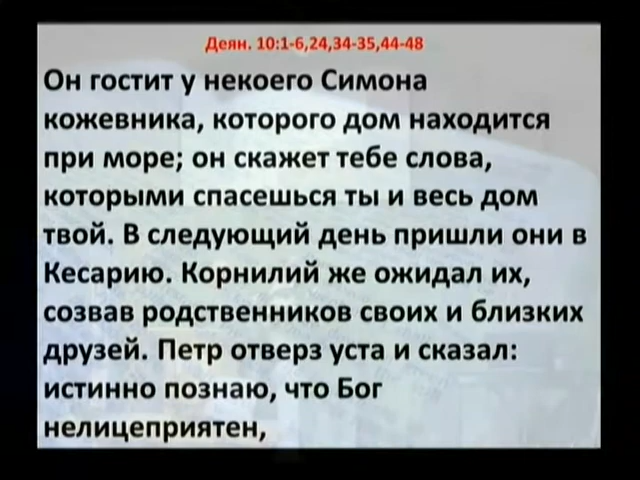 Деян. 10:1-6,24,34-35,44-48
Он гостит у некоего Симона
кожевника, которого дом находится
при море; он скажет тебе слова,
которыми спасешься ты и весь дом
твой. В следующий день пришли они в
Кесарию. Корнилий же ожидал их,
созвав родственников своих и близких
друзей. Петр отверз уста и сказал:
истинно познаю, что Бог
нелицеприятен,